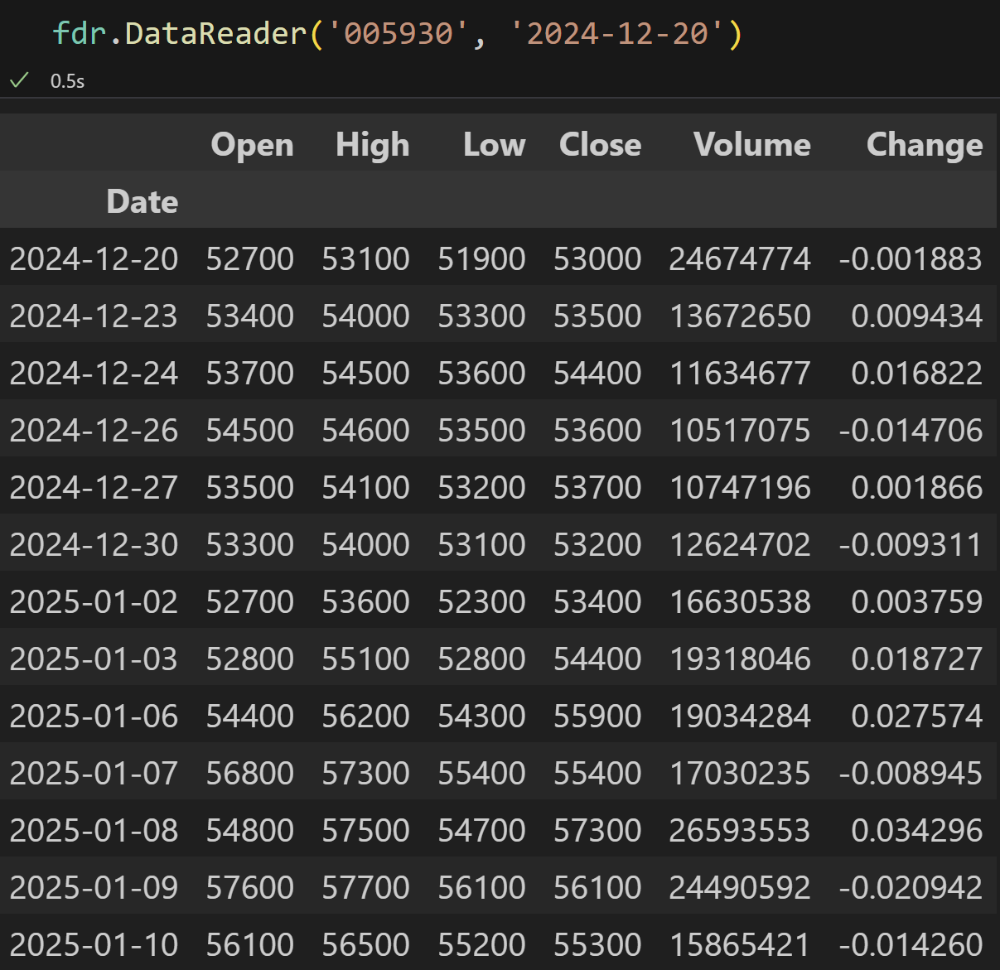 fdr.DataReader('005930', '2024-12-20')
0.5s
Open High Low Close Volume Change
Date
2024-12-20 52700 53100 51900 53000 24674774 -0.001883
2024-12-23 53400 54000 53300 53500 13672650 0.009434
2024-12-24 53700 54500 53600 54400 11634677 0.016822
2024-12-26 54500 54600 53500 53600 10517075 -0.014706
2024-12-27 53500 54100 53200 53700 10747196 0.001866
2024-12-30 53300 54000 53100 53200 12624702 -0.009311
2025-01-02 52700 53600 52300 53400 16630538 0.003759
2025-01-03 52800 55100 52800 54400 19318046 0.018727
2025-01-06 54400 56200 54300 55900 19034284 0.027574
2025-01-07 56800 57300 55400 55400 17030235 -0.008945
2025-01-08 54800 57500 54700 57300 26593553 0.034296
2025-01-09 57600 57700 56100 56100 24490592 -0.020942
2025-01-10 56100 56500 55200 55300 15865421 -0.014260